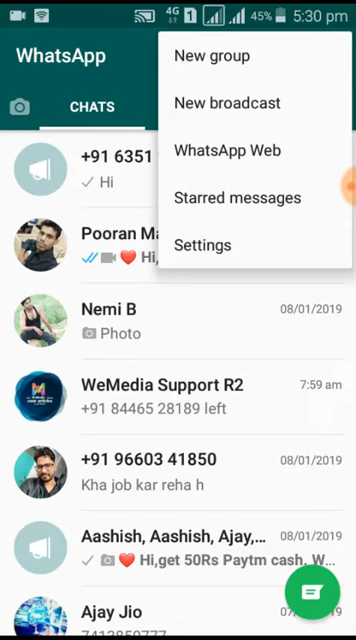 4G 1 45% 5:30 pm
WhatsApp
New group
CHATS
New broadcast
+91 6351
WhatsApp Web
Hi
Starred messages
Pooran Ma
Settings
Hi,
Nemi B 08/01/2019
Photo
WeMedia Support R2 7:59 am
+91 84465 28189 left
+91 96603 41850 08/01/2019
Kha job kar reha h
Aashish, Aashish, Ajay,... 08/01/2019
Hi,get 50Rs Paytm cash, W...
Ajay Jio